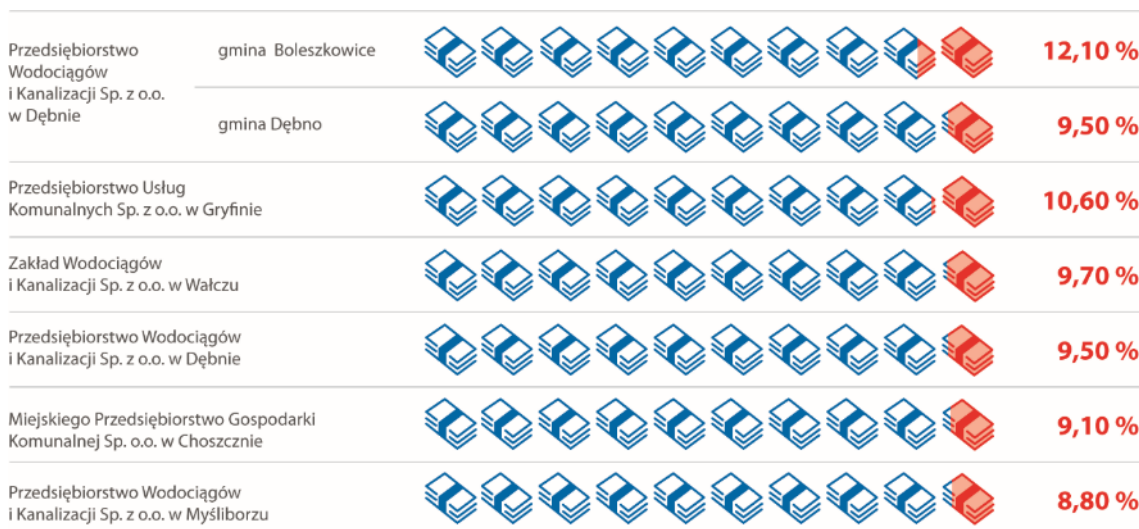 Przedsiębiorstwo
Wodociągów
i Kanalizacji Sp. z o.o.
w Dębnie
gmina Boleszkowice
12,10 %
gmina Dębno
9,50 %
Przedsiębiorstwo Usług
Komunalnych Sp. z o.o. w Gryfinie
10,60 %
Zakład Wodociągów
i Kanalizacji Sp. z o.o. w Wałczu
9,70 %
Przedsiębiorstwo Wodociągów
i Kanalizacji Sp. z o.o. w Dębnie
9,50 %
Miejskiego Przedsiębiorstwo Gospodarki
Komunalnej Sp. o.o. w Choszcznie
9,10 %
Przedsiębiorstwo Wodociągów
i Kanalizacji Sp. z o.o. w Myśliborzu
8,80 %